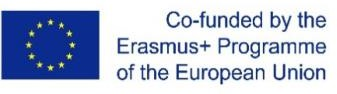 Co-funded by the
Erasmus+ Programme
of the European Union